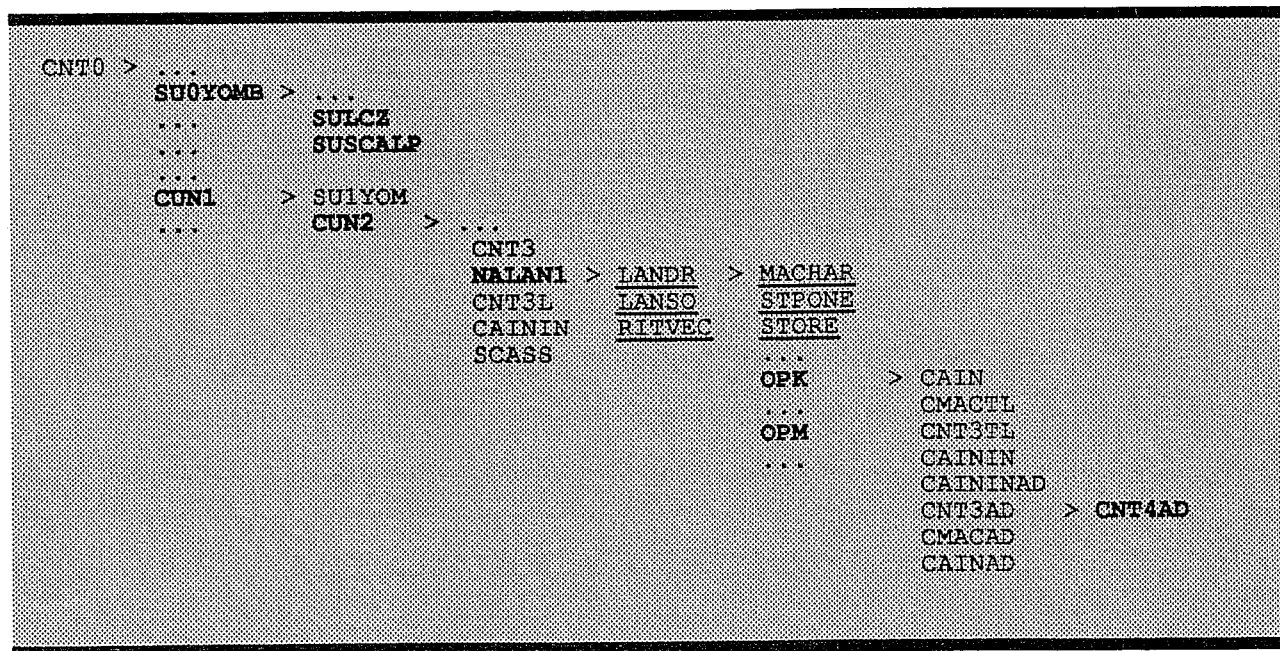 CNT0 > ...
SU0YOMB > ...
... SULCZ
... SUSCALP
...
CUN1 > SU1YOM
... CUN2 > ...
CNT3
NALAN1 > LANDR > MACHAR
CNT3L LANSO STPONE
CAININ RITVEC STORE
SCASS ...
OPK > CAIN
... CMACTL
OPM CNT3TL
... CAININ
CAININAD
CNT3AD > CNT4AD
CMACAD
CAINAD